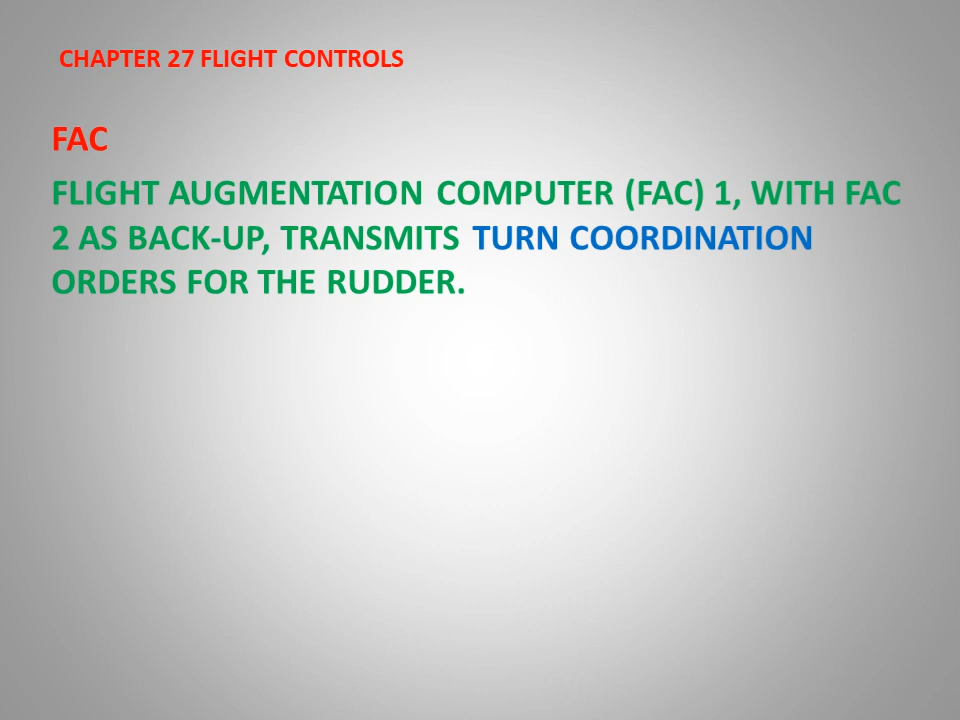 CHAPTER 27 FLIGHT CONTROLS
FAC
FLIGHT AUGMENTATION COMPUTER (FAC) 1, WITH FAC
2 AS BACK-UP, TRANSMITS TURN COORDINATION
ORDERS FOR THE RUDDER.